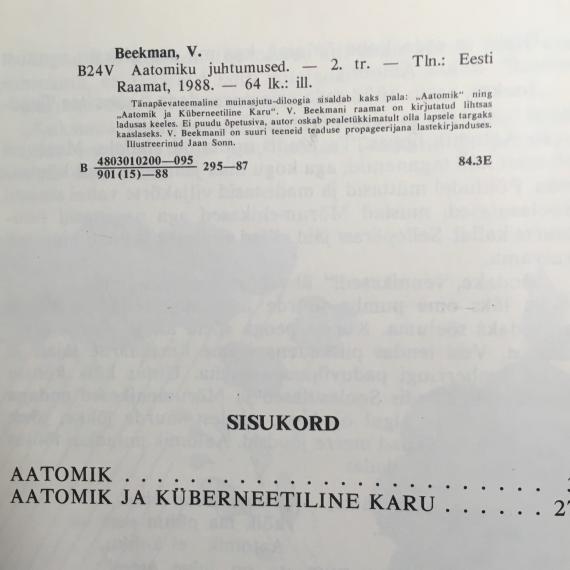 Beekman, V.
B24V Aatomiku juhtumused. — 2. tr. — Tln.: Eesti
Raamat, 1988. — 64 lk.: ill.
Tänapäevateemaline muinasjutu-diloogia sisaldab kaks pala: „Aatomik“ ning
„Aatomik ja Küberneetiline Karu“. V. Beekmani raamat on kirjutatud lihtsas
ladusas keeles. Ei puudu õpetusiva, autor oskab pealetükkimatult olla lapsele targaks
kaaslaseks. V. Beekmanil on suuri teeneid teaduse propageerijana lastekirjanduses.
Illustreerinud Jaan Sonn.
B 4803010200—095 295—87 84.3E
901(15)—88
SISUKORD
AATOMIK . . . . . . . . . . . . . . . . . . . . . . . . . . . .
AATOMIK JA KÜBERNEETILINE KARU . . . . . .